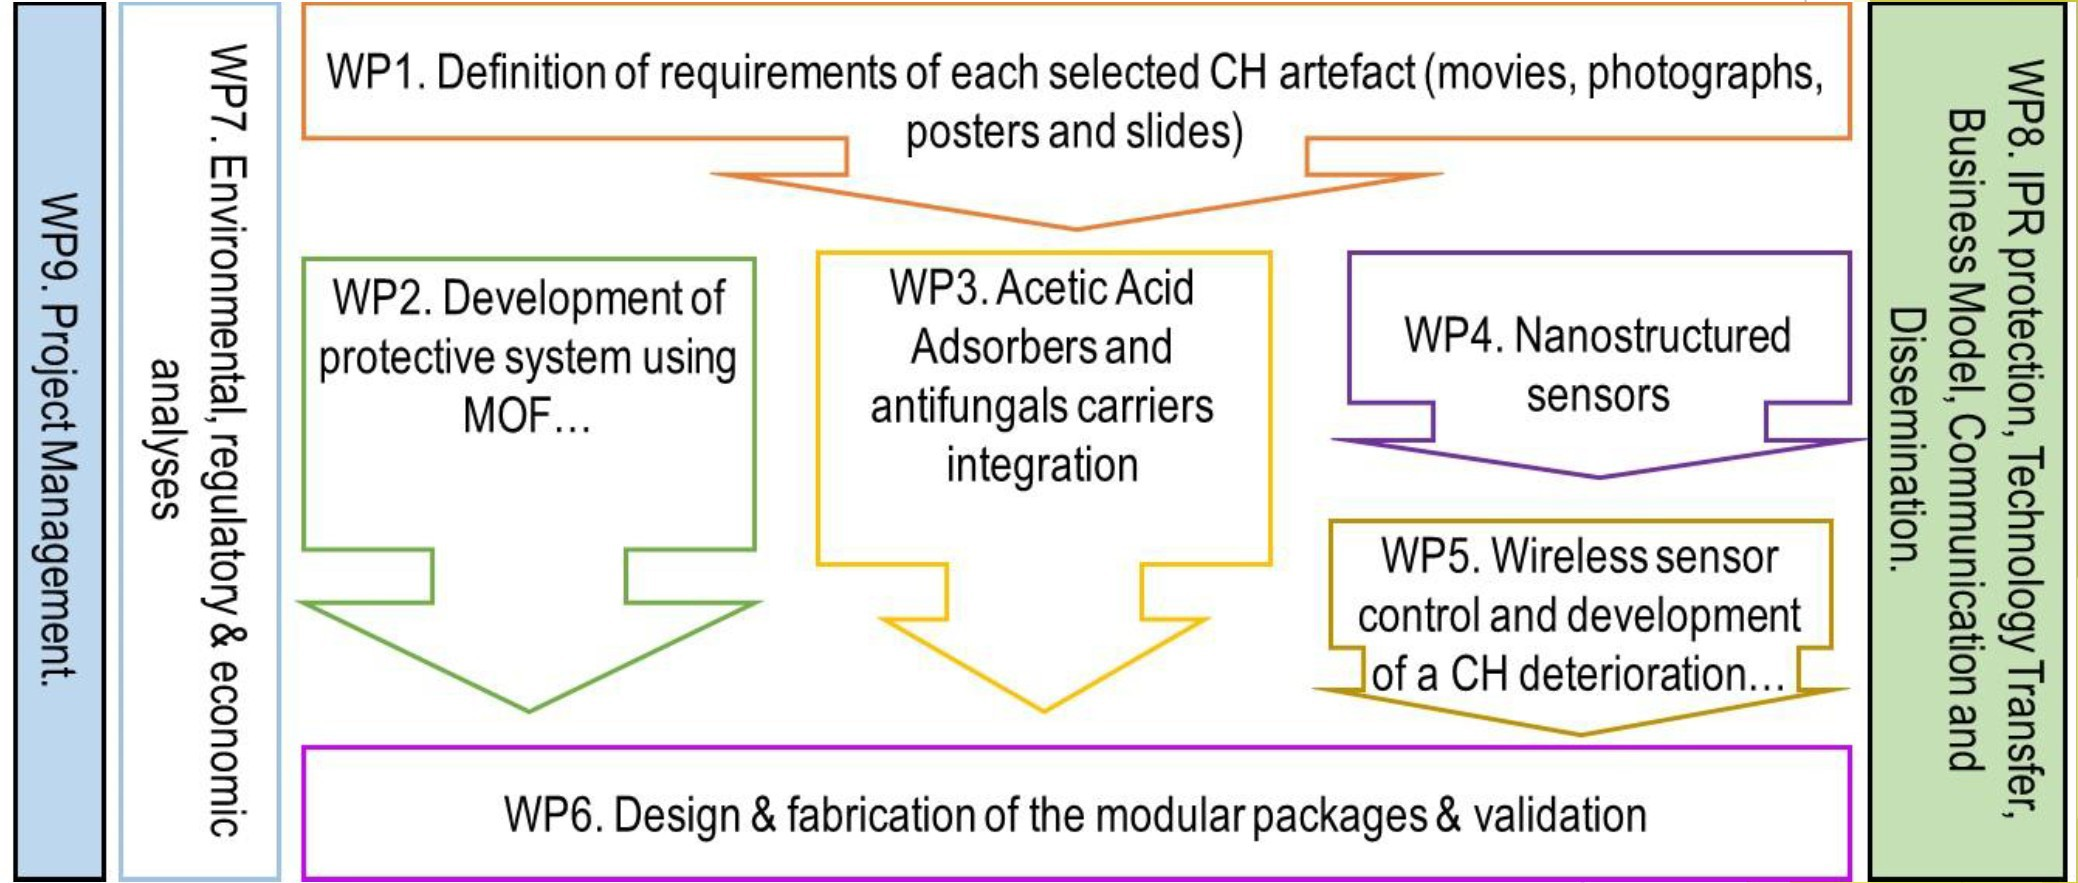 WP9. Project Management.
WP7. Environmental, regulatory & economic
analyses
WP1. Definition of requirements of each selected CH artefact (movies, photographs,
posters and slides)
WP2. Development of
protective system using
MOF…
WP3. Acetic Acid
Adsorbers and
antifungals carriers
integration
WP4. Nanostructured
sensors
WP5. Wireless sensor
control and development
of a CH deterioration…
WP6. Design & fabrication of the modular packages & validation
WP8. IPR protection, Technology Transfer,
Business Model, Communication and
Dissemination.